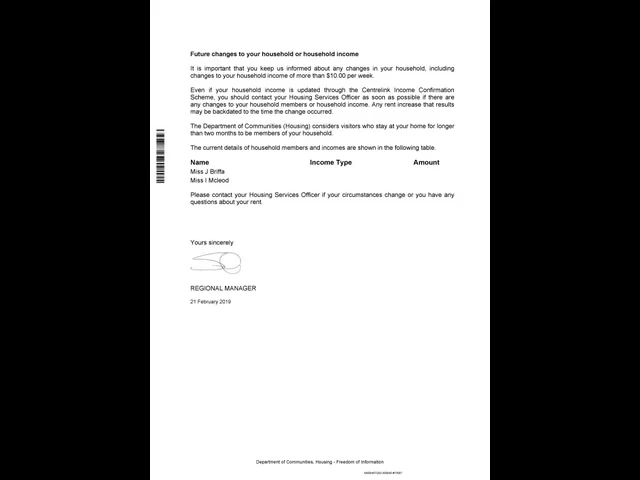 Future changes to your household or household income
It is important that you keep us informed about any changes in your household, including
changes to your household income of more than $10.00 per week.
Even if your household income is updated through the Centrelink Income Confirmation
Scheme, you should contact your Housing Services Officer as soon as possible if there are
any changes to your household members or household income. Any rent increase that results
may be backdated to the time the change occurred.
The Department of Communities (Housing) considers visitors who stay at your home for longer
than two months to be members of your household.
The current details of household members and incomes are shown in the following table.
Name Income Type Amount
Miss J Briffa
Miss I Mcleod
Please contact your Housing Services Officer if your circumstances change or you have any
questions about your rent.
Yours sincerely
REGIONAL MANAGER
21 February 2019
Department of Communities, Housing - Freedom of Information